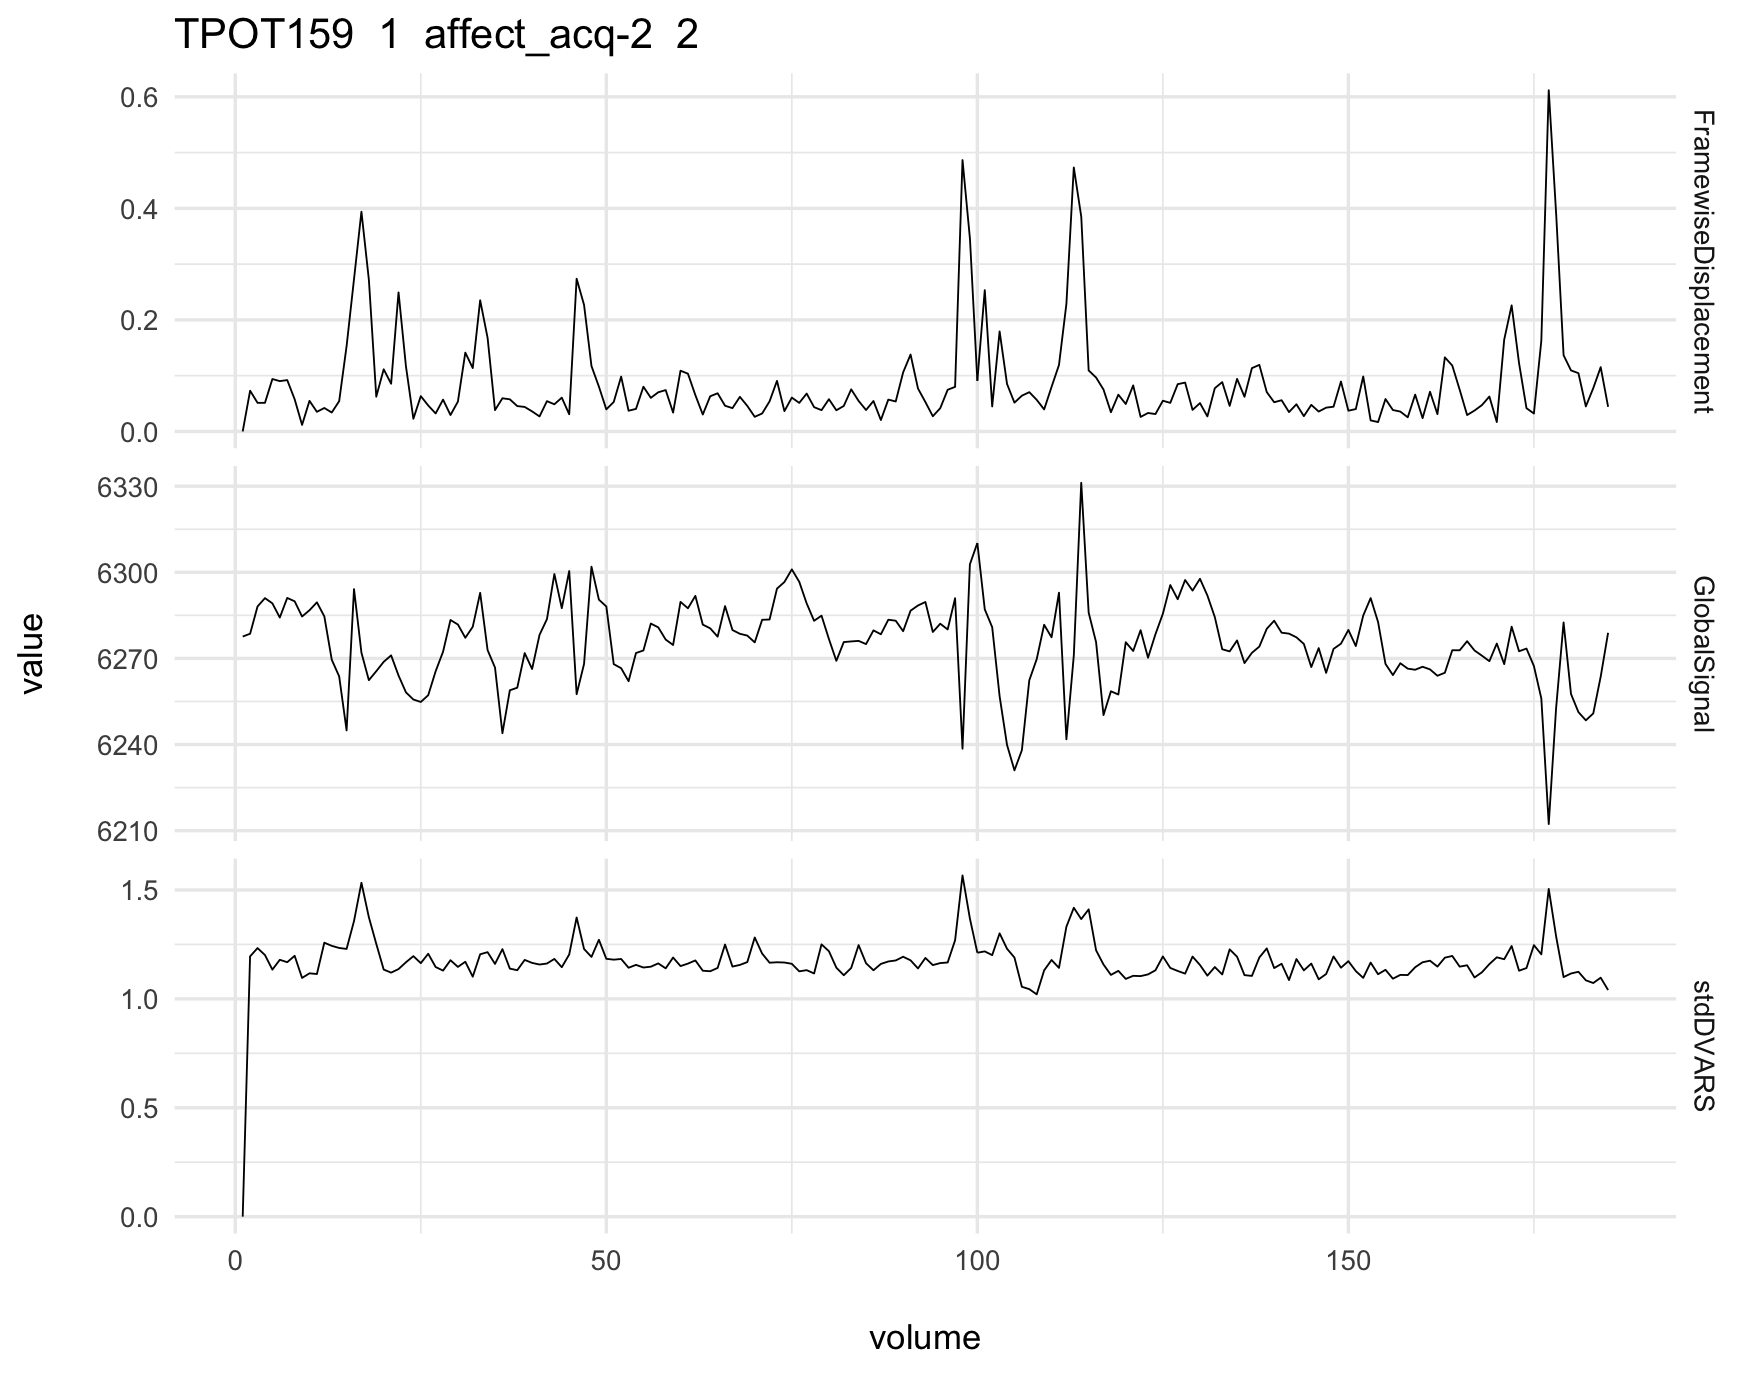 TPOT159  1  affect_acq-2  2
0.6
0.4
0.2
0.0
FramewiseDisplacement
6330
6300
6270
6240
6210
GlobalSignal
value
1.5
1.0
0.5
0.0
stdDVARS
0 50 100 150
volume